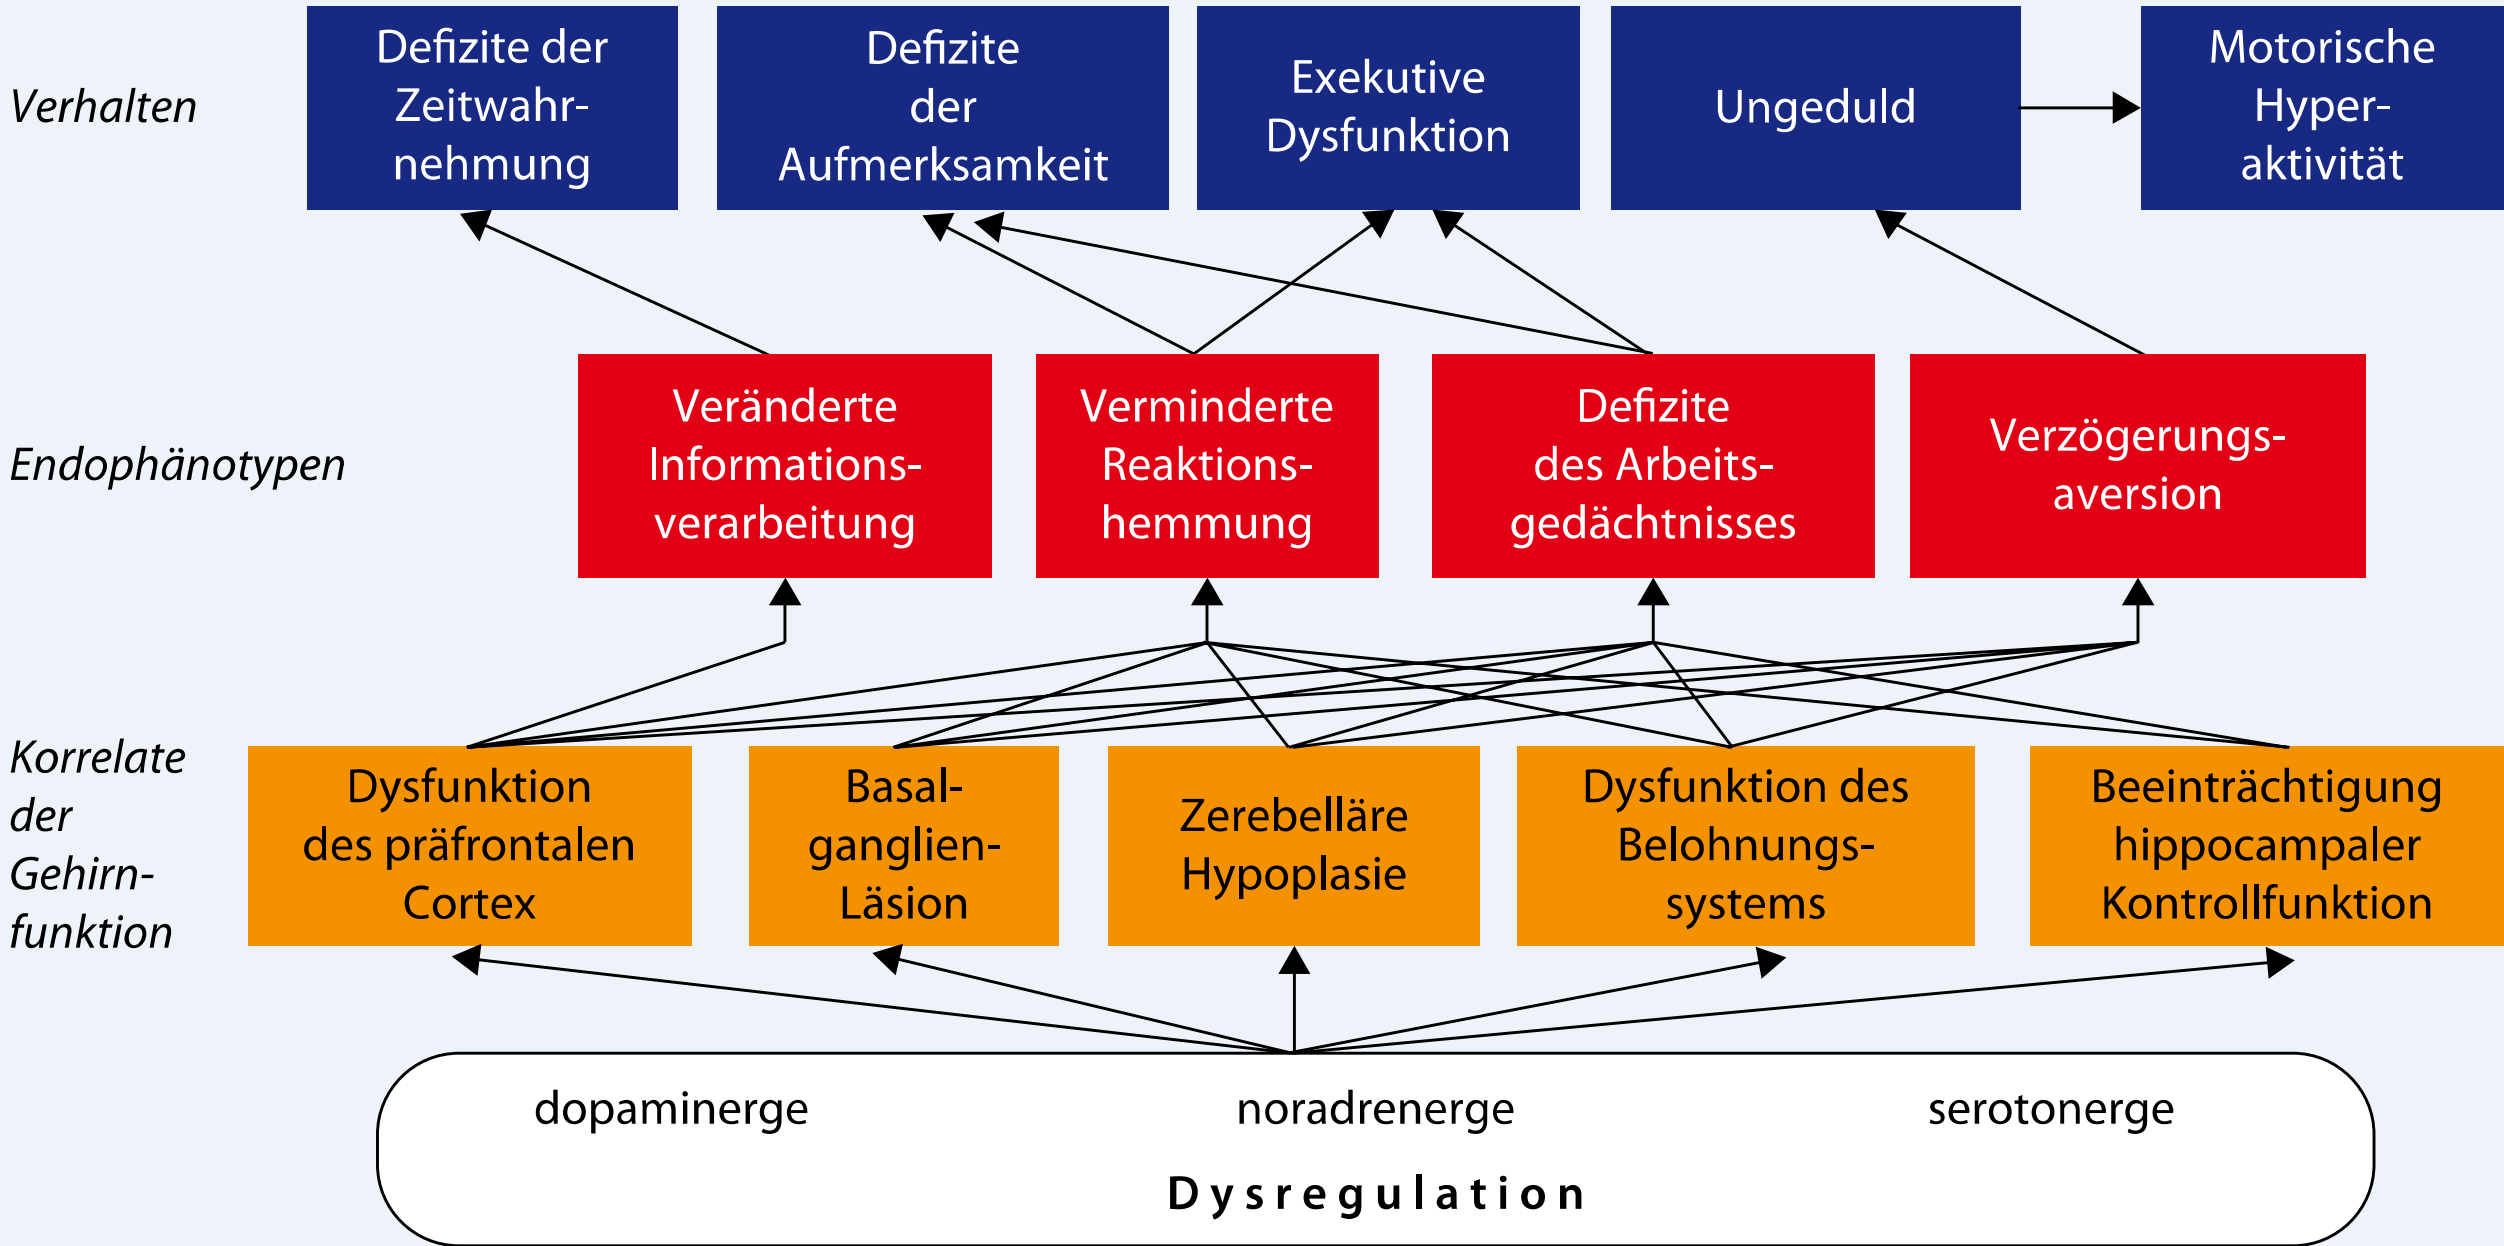 Verhalten
Defizite der
Zeitwahr-
nehmung
Defizite
der
Aufmerksamkeit
Exekutive
Dysfunktion
Ungeduld
Motorische
Hyper-
aktivität
Endophänotypen
Veränderte
Informations-
verarbeitung
Verminderte
Reaktions-
hemmung
Defizite
des Arbeits-
gedächtnisses
Verzögerungs-
aversion
Korrelate
der
Gehirn-
funktion
Dysfunktion
des präfrontalen
Cortex
Basal-
ganglien-
Läsion
Zerebelläre
Hypoplasie
Dysfunktion des
Belohnungs-
systems
Beeinträchtigung
hippocampaler
Kontrollfunktion
dopaminerge
noradrenerge
serotonerge
Dysregulation